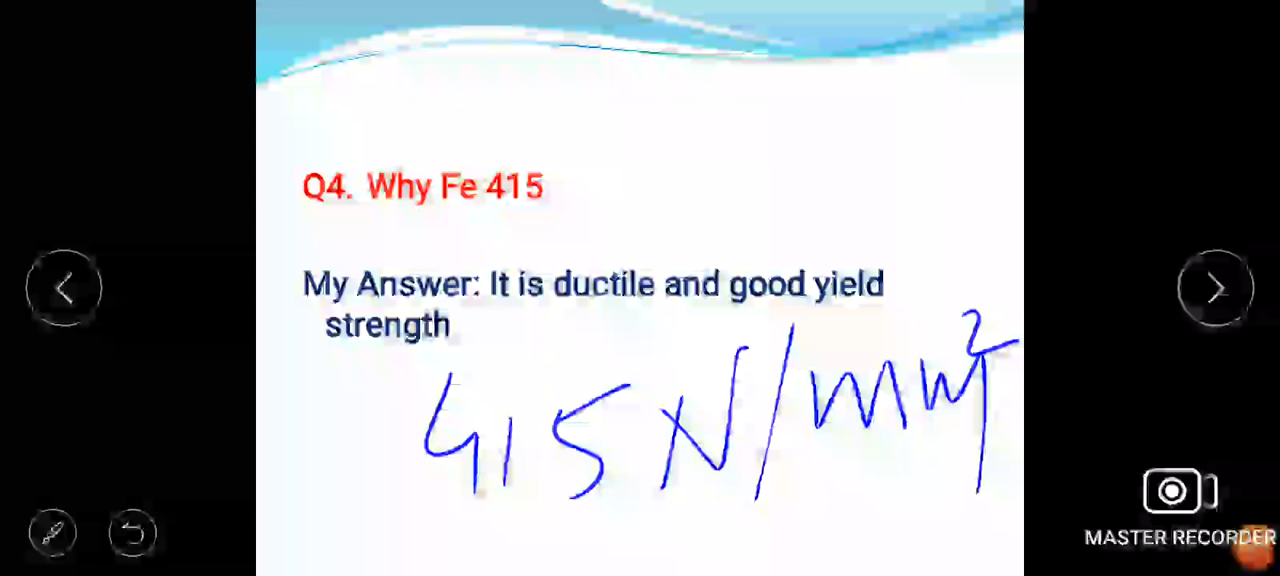 Q4. Why Fe 415
My Answer: It is ductile and good yield
strength
415 N/mm²
MASTER RECORDER